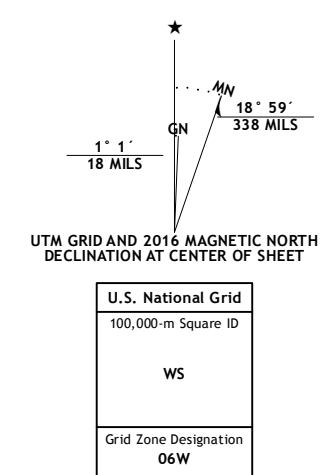 ★
MN
GN
18° 59´
338 MILS
1° 1´
18 MILS
UTM GRID AND 2016 MAGNETIC NORTH
DECLINATION AT CENTER OF SHEET
U.S. National Grid
100,000-m Square ID
WS
Grid Zone Designation
06W